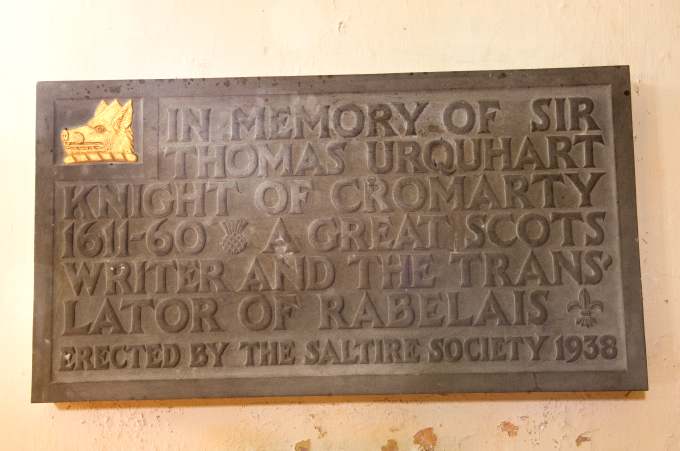 IN MEMORY OF SIR
THOMAS URQUHART
KNIGHT OF CROMARTY
1611-60 A GREAT SCOTS
WRITER AND THE TRANS'
LATOR OF RABELAIS
ERECTED BY THE SALTIRE SOCIETY 1938